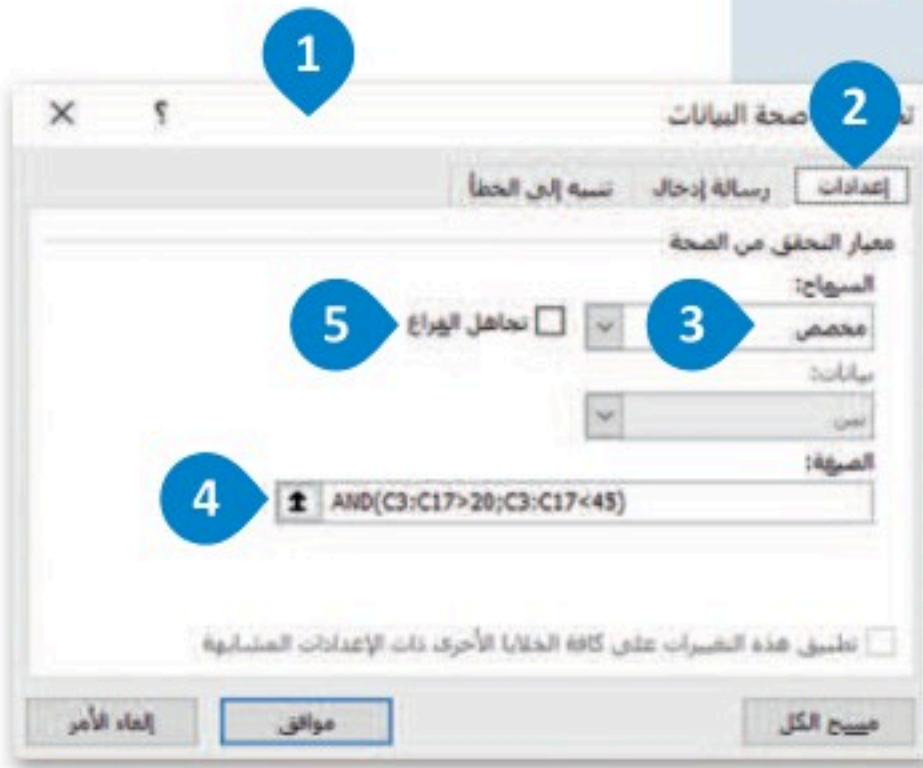 1
2
صحة البيانات
؟
×
إعدادات
رسالة إدخال
تنبيه إلى الخطأ
معيار التحقق من الصحة
السماح:
مخصص
3
تجاهل الفراغ
5
بيانات:
بين
الصيغة:
AND(C3:C17>20;C3:C17<45)
4
تطبيق هذه التغييرات على كافة الخلايا الأخرى ذات الإعدادات المتشابهة
مسح الكل
موافق
إلغاء الأمر